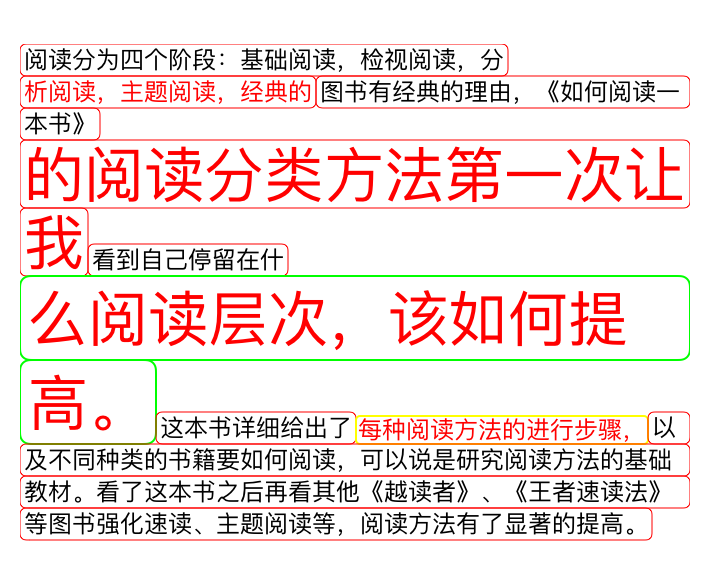 阅读分为四个阶段：基础阅读，检视阅读，分
析阅读，主题阅读，经典的图书有经典的理由，《如何阅读一
本书》
的阅读分类方法第一次让
我看到自己停留在什
么阅读层次，该如何提
高。这本书详细给出了每种阅读方法的进行步骤，以
及不同种类的书籍要如何阅读，可以说是研究阅读方法的基础
教材。看了这本书之后再看其他《越读者》、《王者速读法》
等图书强化速读、主题阅读等，阅读方法有了显著的提高。